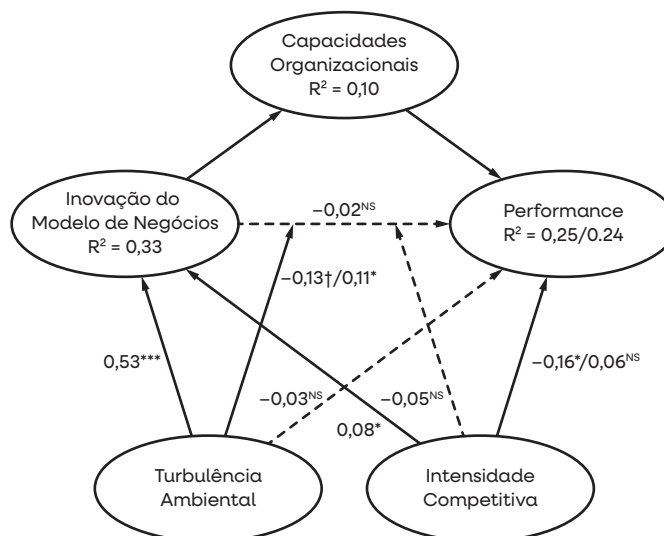 Capacidades
Organizacionais
R² = 0,10
Inovação do
Modelo de Negócios
R² = 0,33
−0,02ᴺˢ
Performance
R² = 0,25/0.24
−0,13†/0,11*
0,53***
−0,16*/0,06ᴺˢ
−0,03ᴺˢ
−0,05ᴺˢ
0,08*
Turbulência
Ambiental
Intensidade
Competitiva